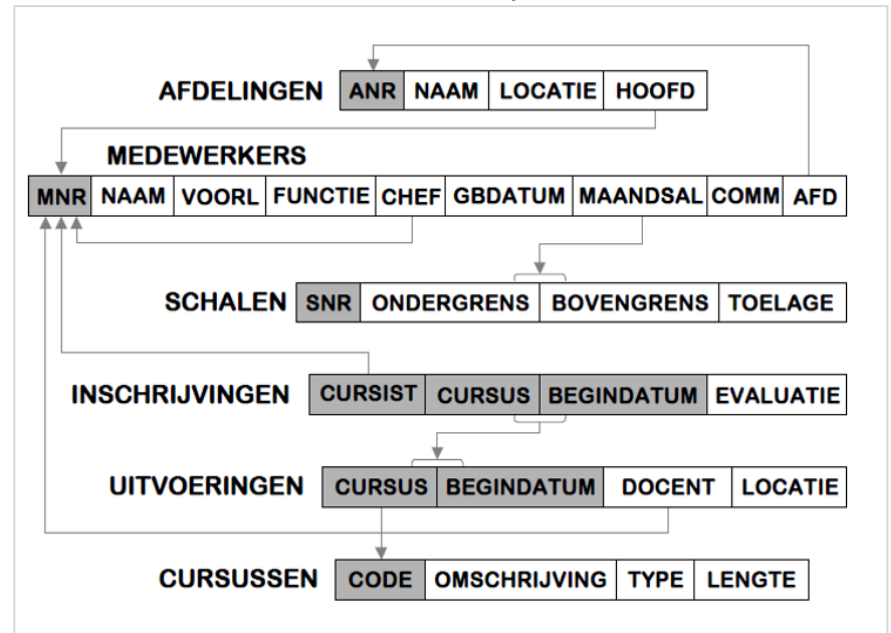 AFDELINGEN ANR NAAM LOCATIE HOOFD
MEDEWERKERS
MNR NAAM VOORL FUNCTIE CHEF GBDATUM MAANDSAL COMM AFD
SCHALEN SNR ONDERGRENS BOVENGRENS TOELAGE
INSCHRIJVINGEN CURSIST CURSUS BEGINDATUM EVALUATIE
UITVOERINGEN CURSUS BEGINDATUM DOCENT LOCATIE
CURSUSSEN CODE OMSCHRIJVING TYPE LENGTE